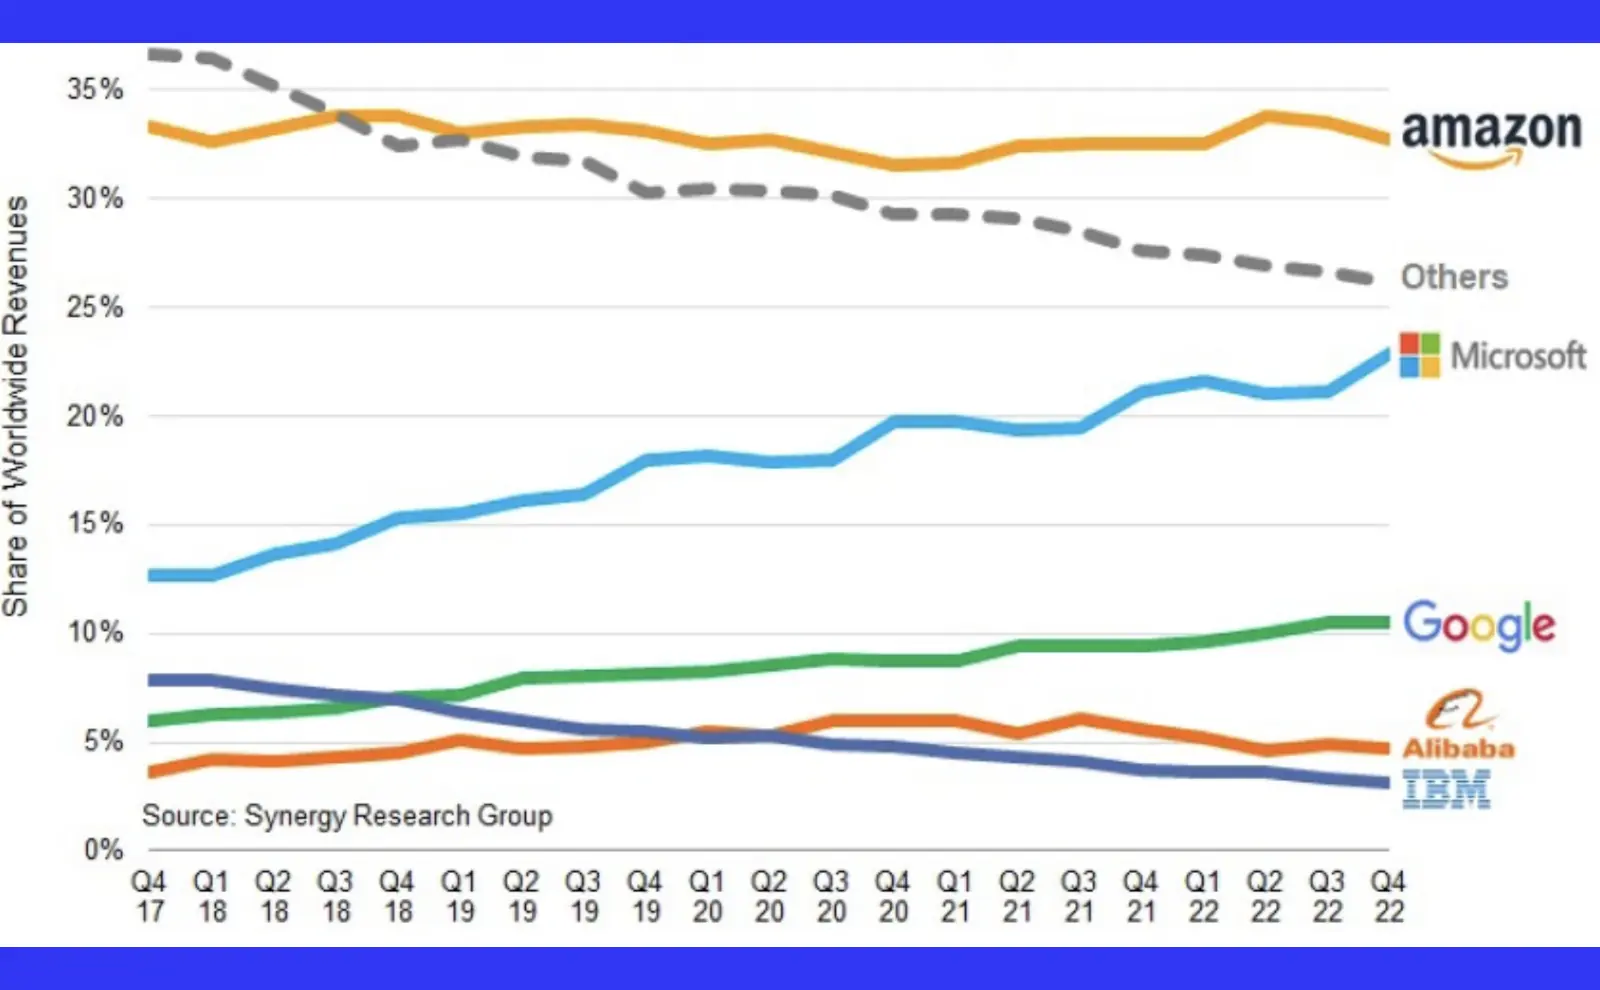 Share of Worldwide Revenues
35%
30%
25%
20%
15%
10%
5%
0%
amazon
Others
Microsoft
Google
Alibaba
IBM
Source: Synergy Research Group
Q4 Q1 Q2 Q3 Q4 Q1 Q2 Q3 Q4 Q1 Q2 Q3 Q4 Q1 Q2 Q3 Q4 Q1 Q2 Q3 Q4
17 18 18 18 18 19 19 19 19 20 20 20 20 21 21 21 21 22 22 22 22